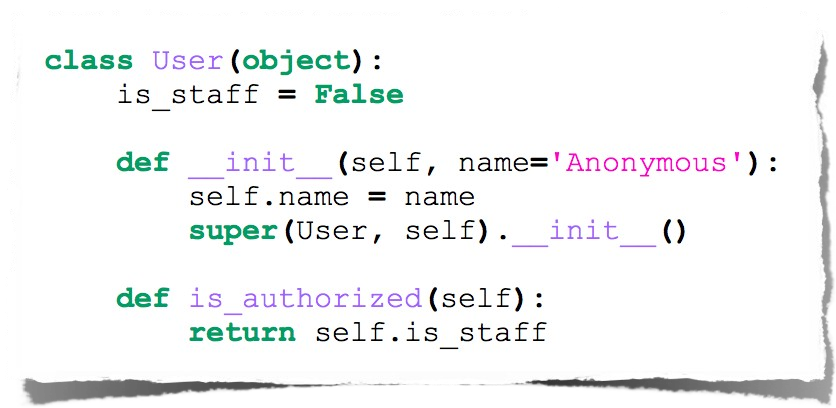 class User(object):
    is_staff = False

    def __init__(self, name='Anonymous'):
        self.name = name
        super(User, self).__init__()

    def is_authorized(self):
        return self.is_staff